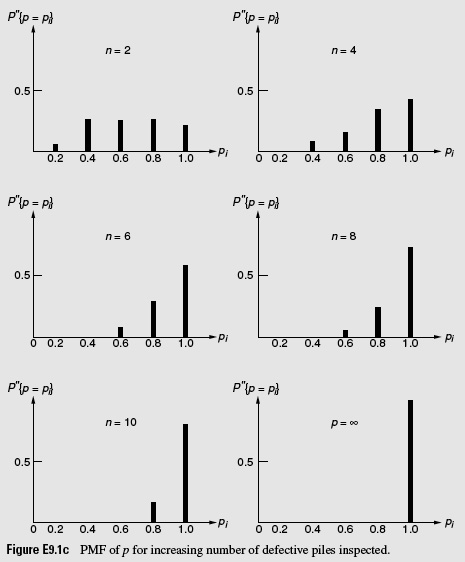 P"{p = pi}
n = 2
0.5
0.2 0.4 0.6 0.8 1.0 pi
P"{p = pi}
n = 4
0.5
0 0.2 0.4 0.6 0.8 1.0 pi
P"{p = pi}
n = 6
0.5
0 0.2 0.4 0.6 0.8 1.0 pi
P"{p = pi}
n = 8
0.5
0 0.2 0.4 0.6 0.8 1.0 pi
P"{p = pi}
n = 10
0.5
0 0.2 0.4 0.6 0.8 1.0 pi
P"{p = pi}
p = ∞
0.5
0 0.2 0.4 0.6 0.8 1.0 pi
Figure E9.1c PMF of p for increasing number of defective piles inspected.